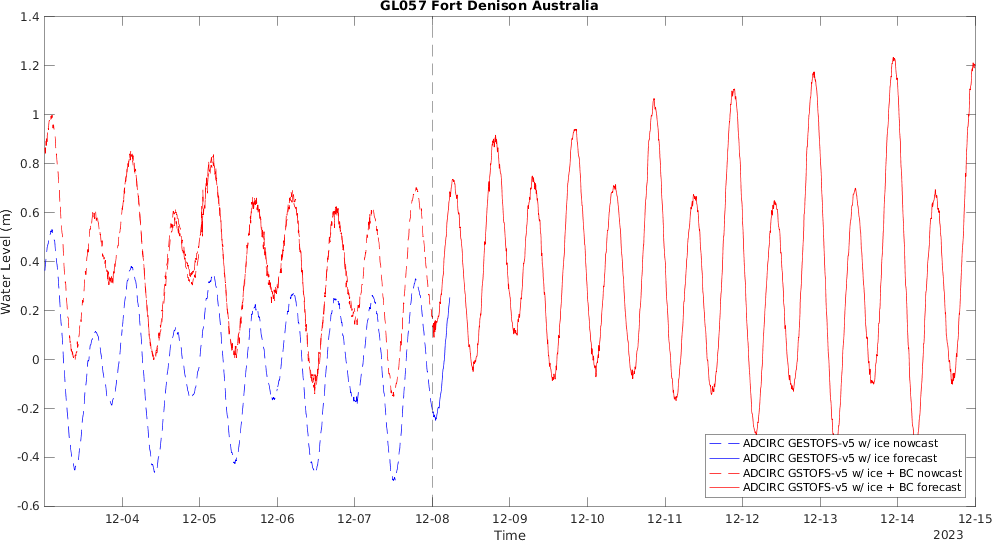 GL057 Fort Denison Australia
Water Level (m)
1.4
1.2
1
0.8
0.6
0.4
0.2
0
-0.2
-0.4
-0.6
ADCIRC GESTOFS-v5 w/ ice nowcast
ADCIRC GESTOFS-v5 w/ ice forecast
ADCIRC GSTOFS-v5 w/ ice + BC nowcast
ADCIRC GSTOFS-v5 w/ ice + BC forecast
12-04 12-05 12-06 12-07 12-08 12-09 12-10 12-11 12-12 12-13 12-14 12-15
Time
2023